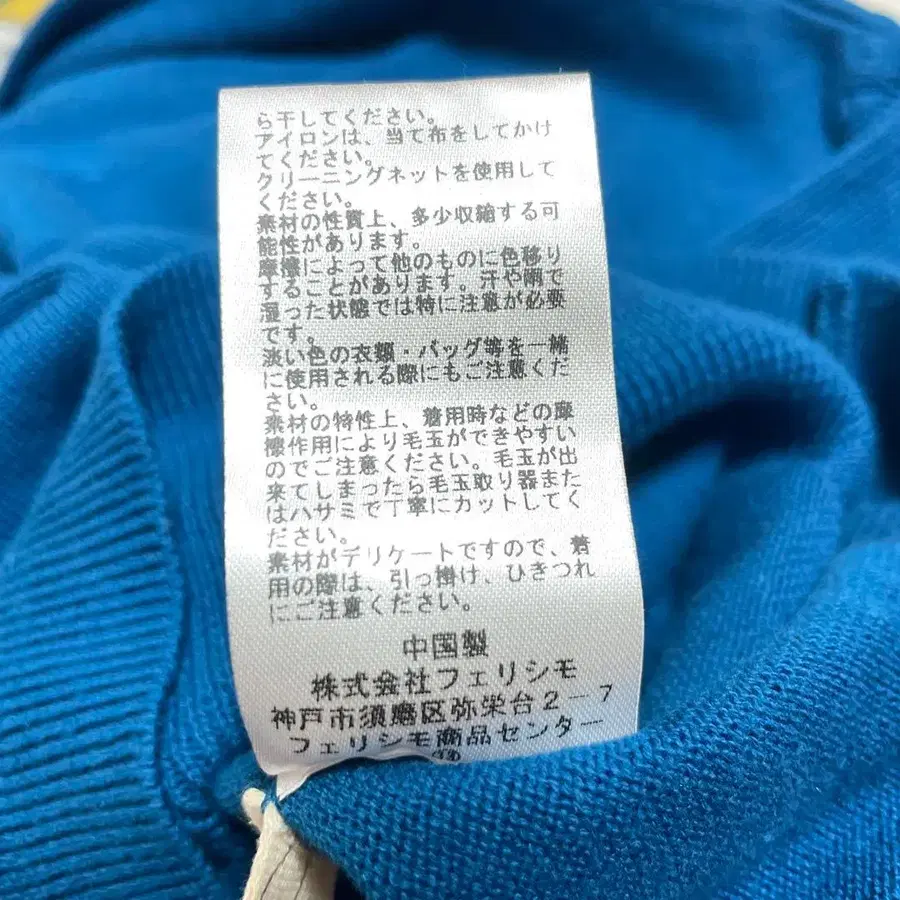 ら干してください。
アイロンは、当て布をしてかけ
てください。
クリーニングネットを使用して
ください。
素材の性質上、多少収縮する可
能性があります。
摩擦によって他のものに色移り
することがあります。汗や雨で
湿った状態では特に注意が必要
です。
淡い色の衣類・バッグ等を一緒
に使用される際にもご注意くだ
さい。
素材の特性上、着用時などの摩
擦作用により毛玉ができやすい
のでご注意ください。毛玉が出
来てしまったら毛玉取り器また
はハサミで丁寧にカットしてく
ださい。
素材がデリケートですので、着
用の際は、引っ掛け、ひきつれ
にご注意ください。
中国製
株式会社フェリシモ
神戸市須磨区弥栄台2-7
フェリシモ商品センター